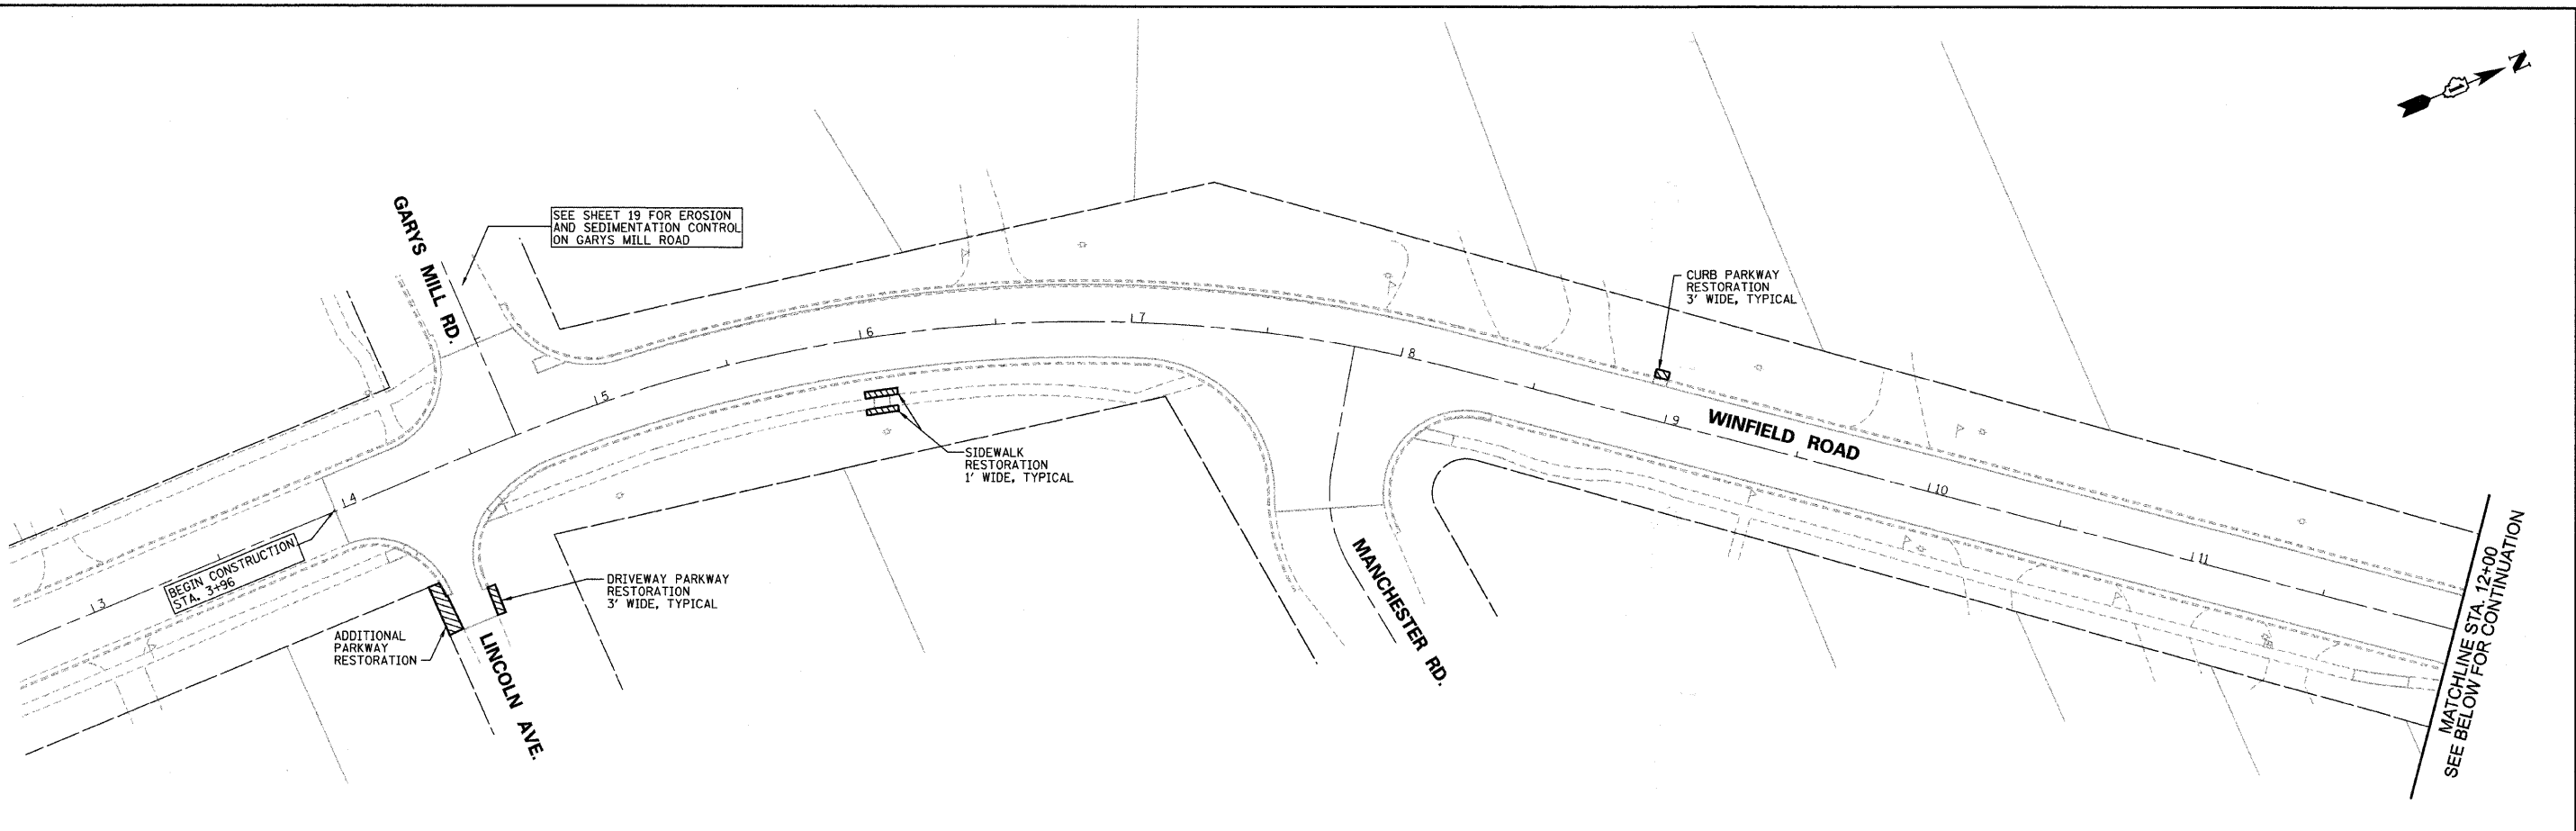 N
GARYS MILL RD.
SEE SHEET 19 FOR EROSION
AND SEDIMENTATION CONTROL
ON GARYS MILL ROAD
CURB PARKWAY
RESTORATION
3' WIDE, TYPICAL
3
4
5
6
7
8
9
10
11
WINFIELD ROAD
SIDEWALK
RESTORATION
1' WIDE, TYPICAL
BEGIN CONSTRUCTION
STA. 3+96
DRIVEWAY PARKWAY
RESTORATION
3' WIDE, TYPICAL
ADDITIONAL
PARKWAY
RESTORATION
LINCOLN AVE.
MANCHESTER RD.
MATCHLINE STA. 12+00
SEE BELOW FOR CONTINUATION